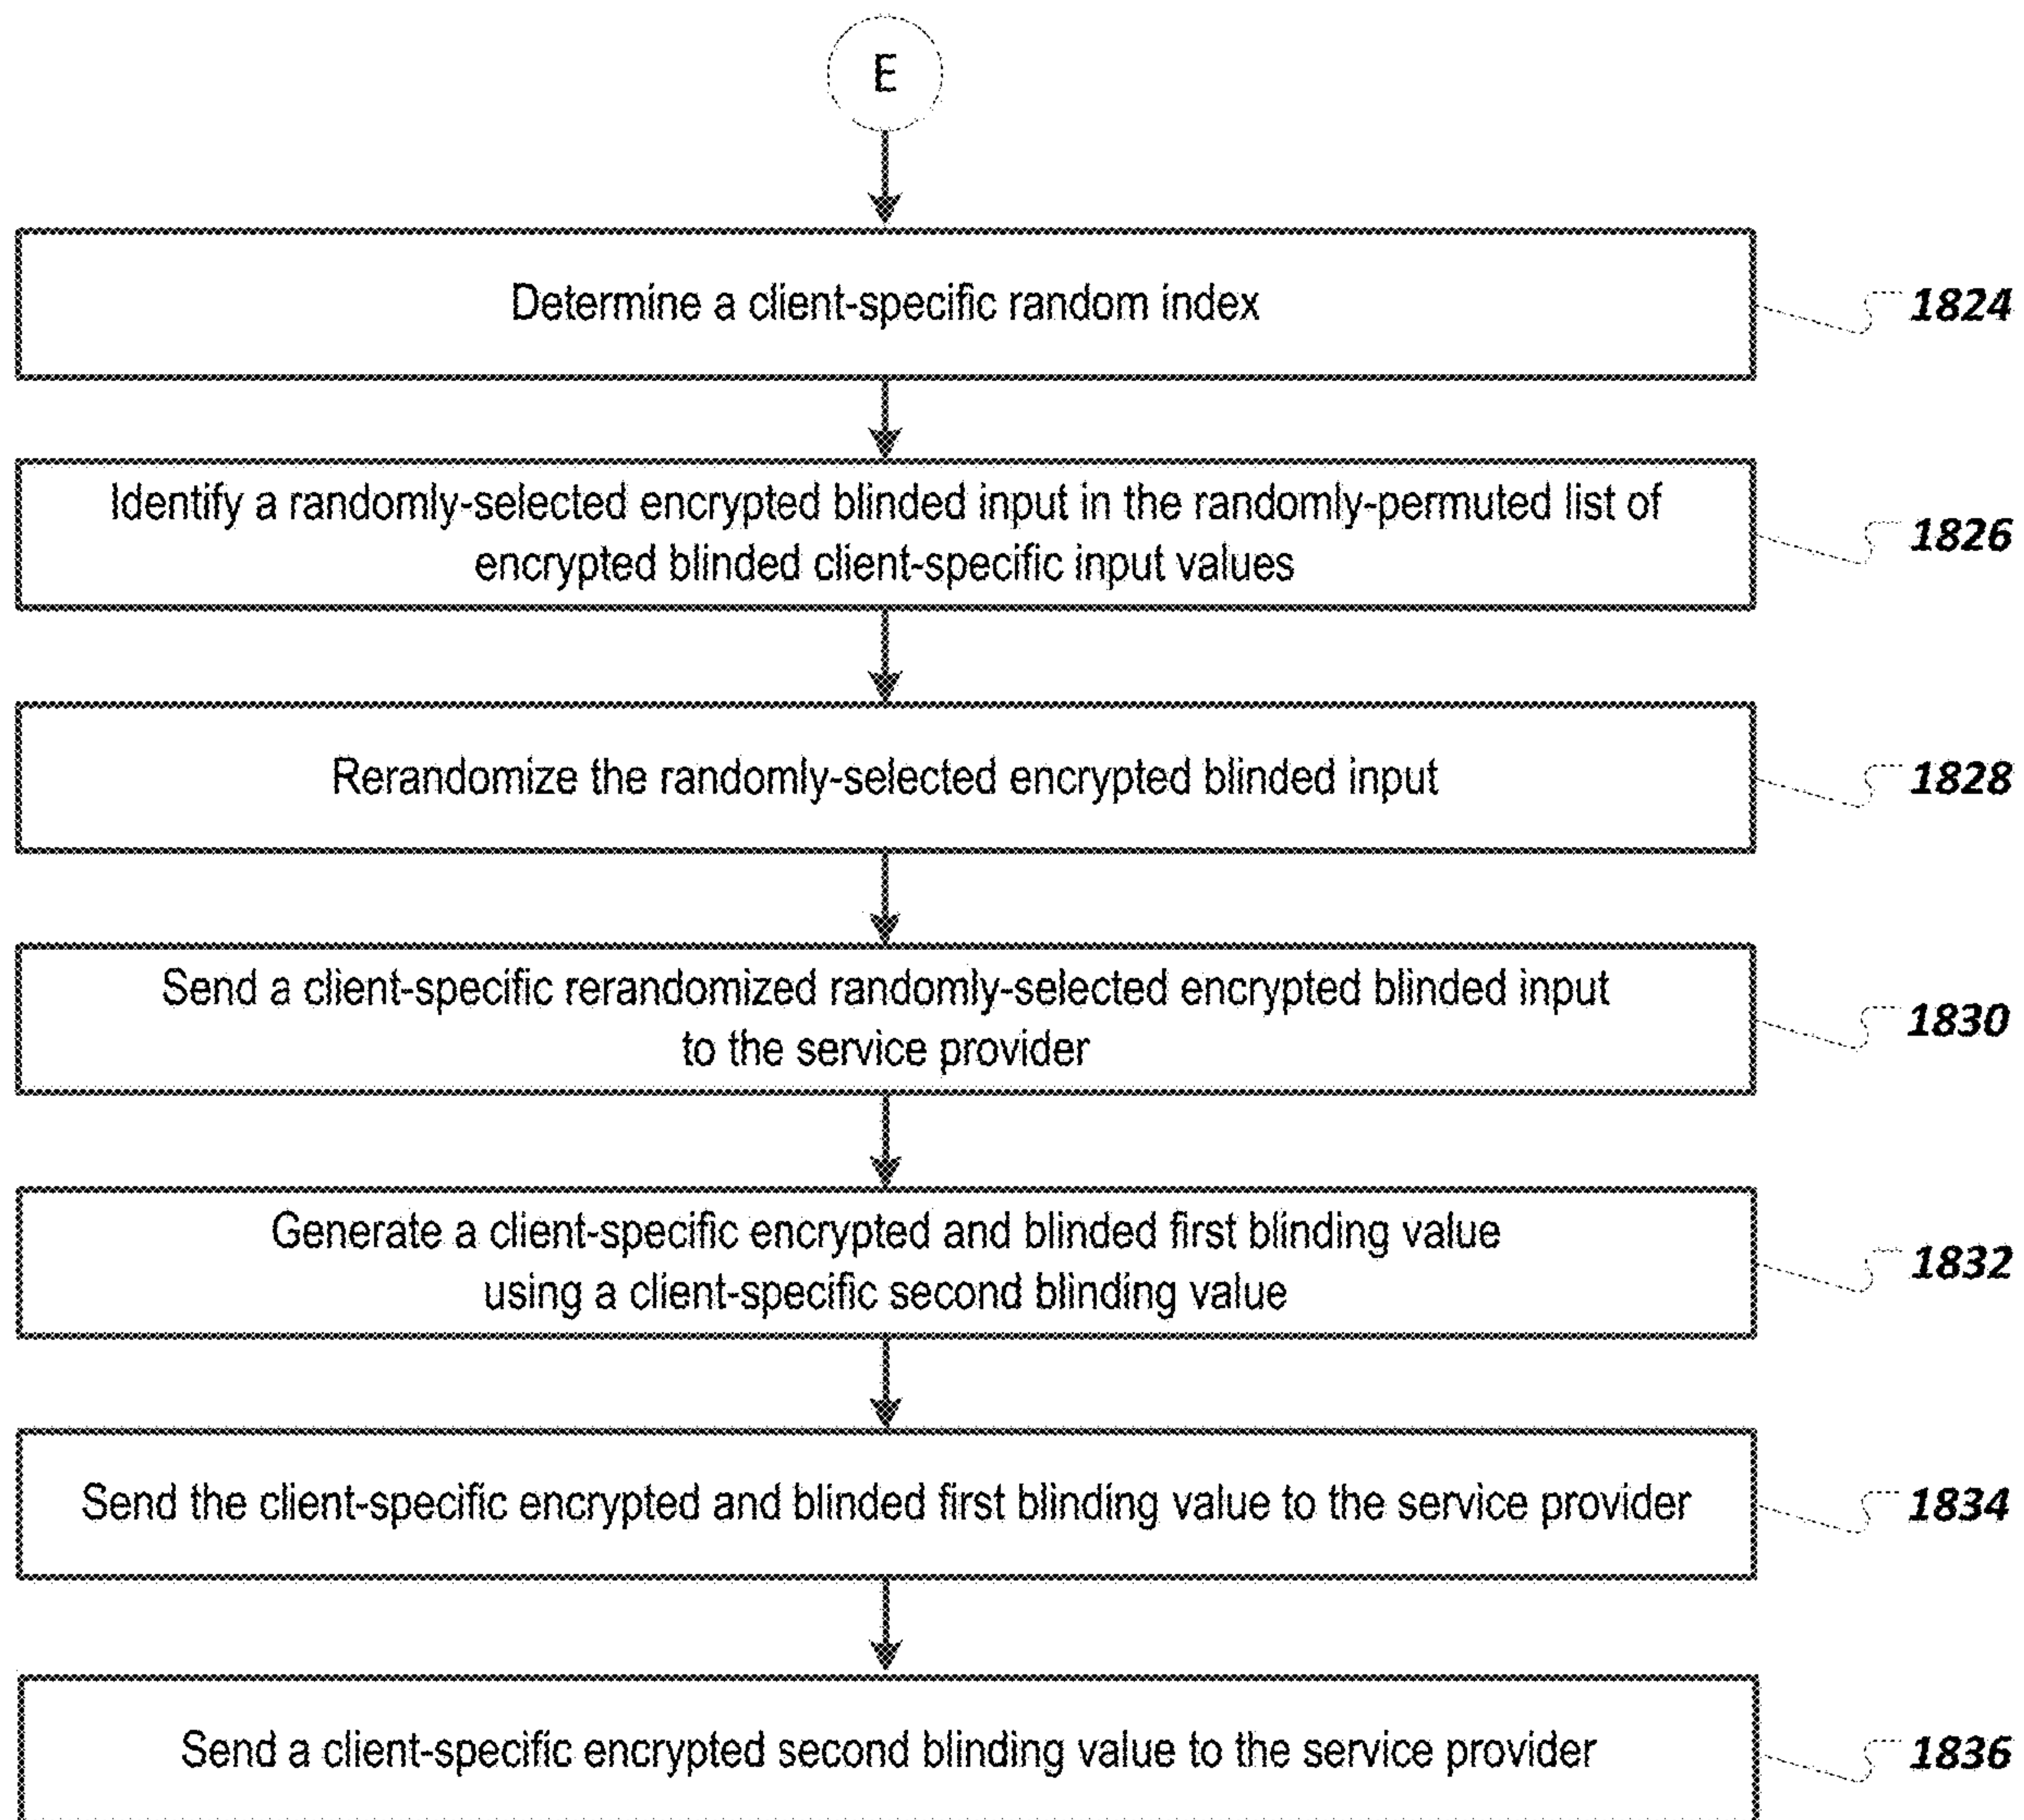 E
Determine a client-specific random index
1824
Identify a randomly-selected encrypted blinded input in the randomly-permuted list of
encrypted blinded client-specific input values
1826
Rerandomize the randomly-selected encrypted blinded input
1828
Send a client-specific rerandomized randomly-selected encrypted blinded input
to the service provider
1830
Generate a client-specific encrypted and blinded first blinding value
using a client-specific second blinding value
1832
Send the client-specific encrypted and blinded first blinding value to the service provider
1834
Send a client-specific encrypted second blinding value to the service provider
1836